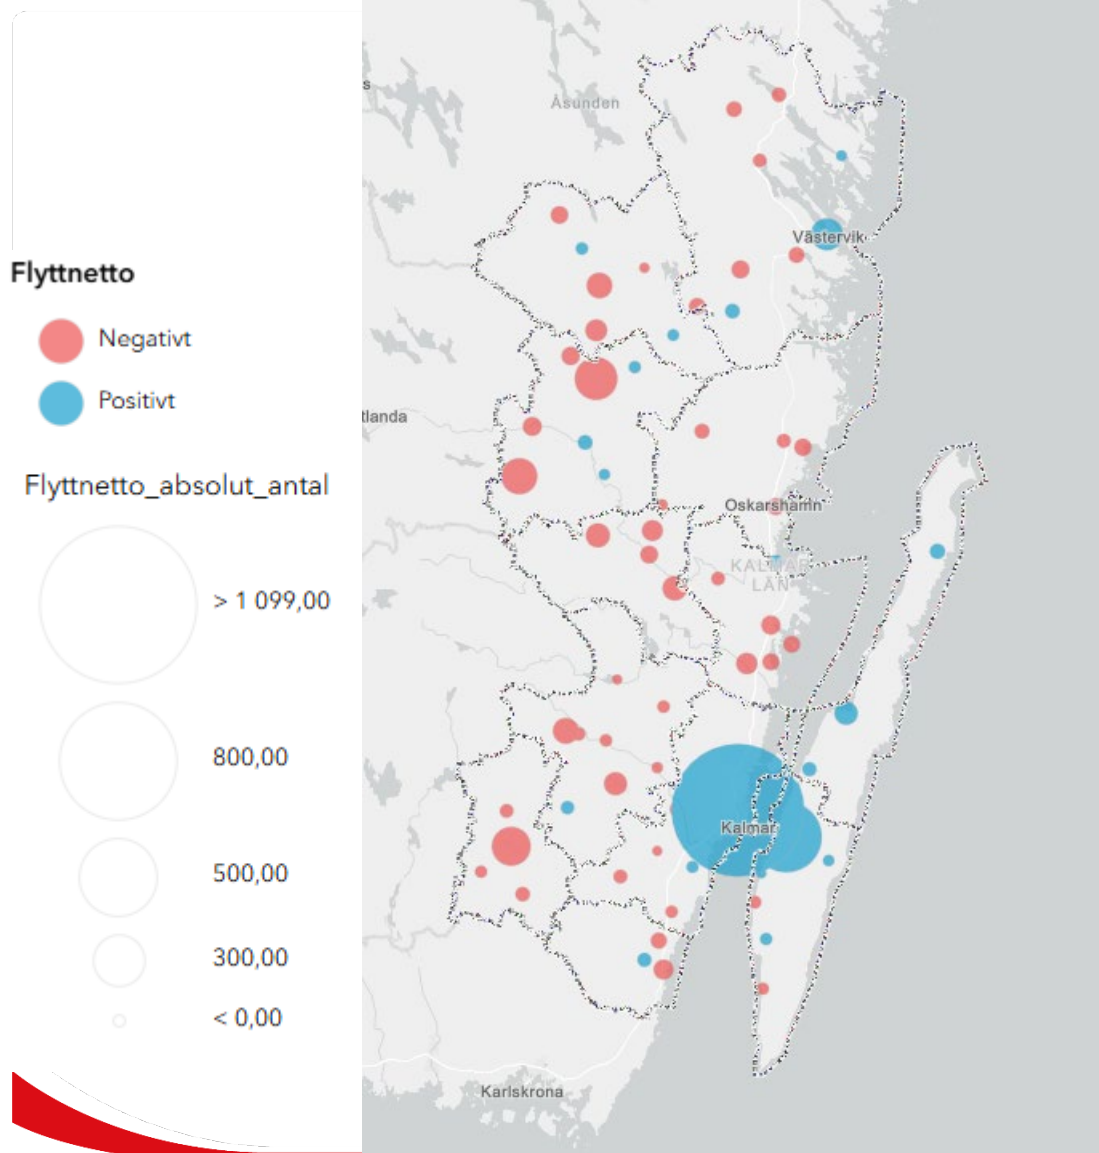 Flyttnetto
Negativt
Positivt
Flyttnetto_absolut_antal
> 1 099,00
800,00
500,00
300,00
< 0,00
s
Åsunden
Västervik
tlanda
Oskarshamn
KALMAR
LÄN
Kalmar
Karlskrona